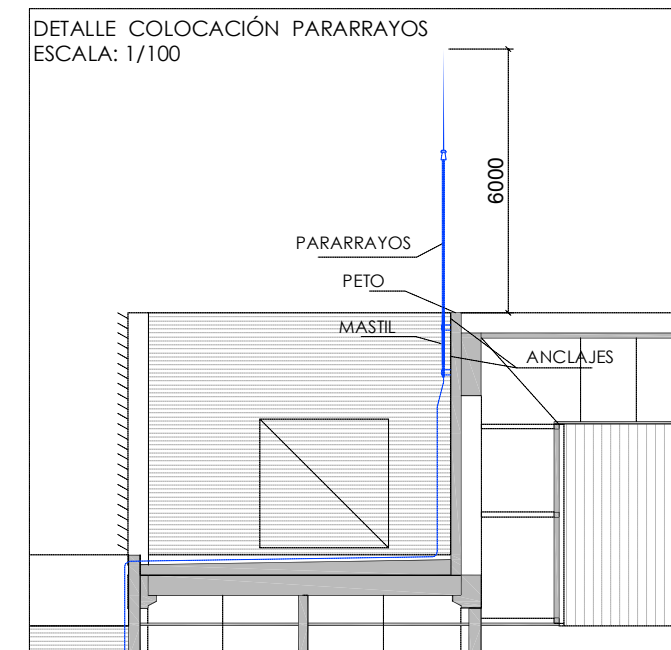 DETALLE COLOCACIÓN PARARRAYOS
ESCALA: 1/100
6000
PARARRAYOS
PETO
MASTIL
ANCLAJES